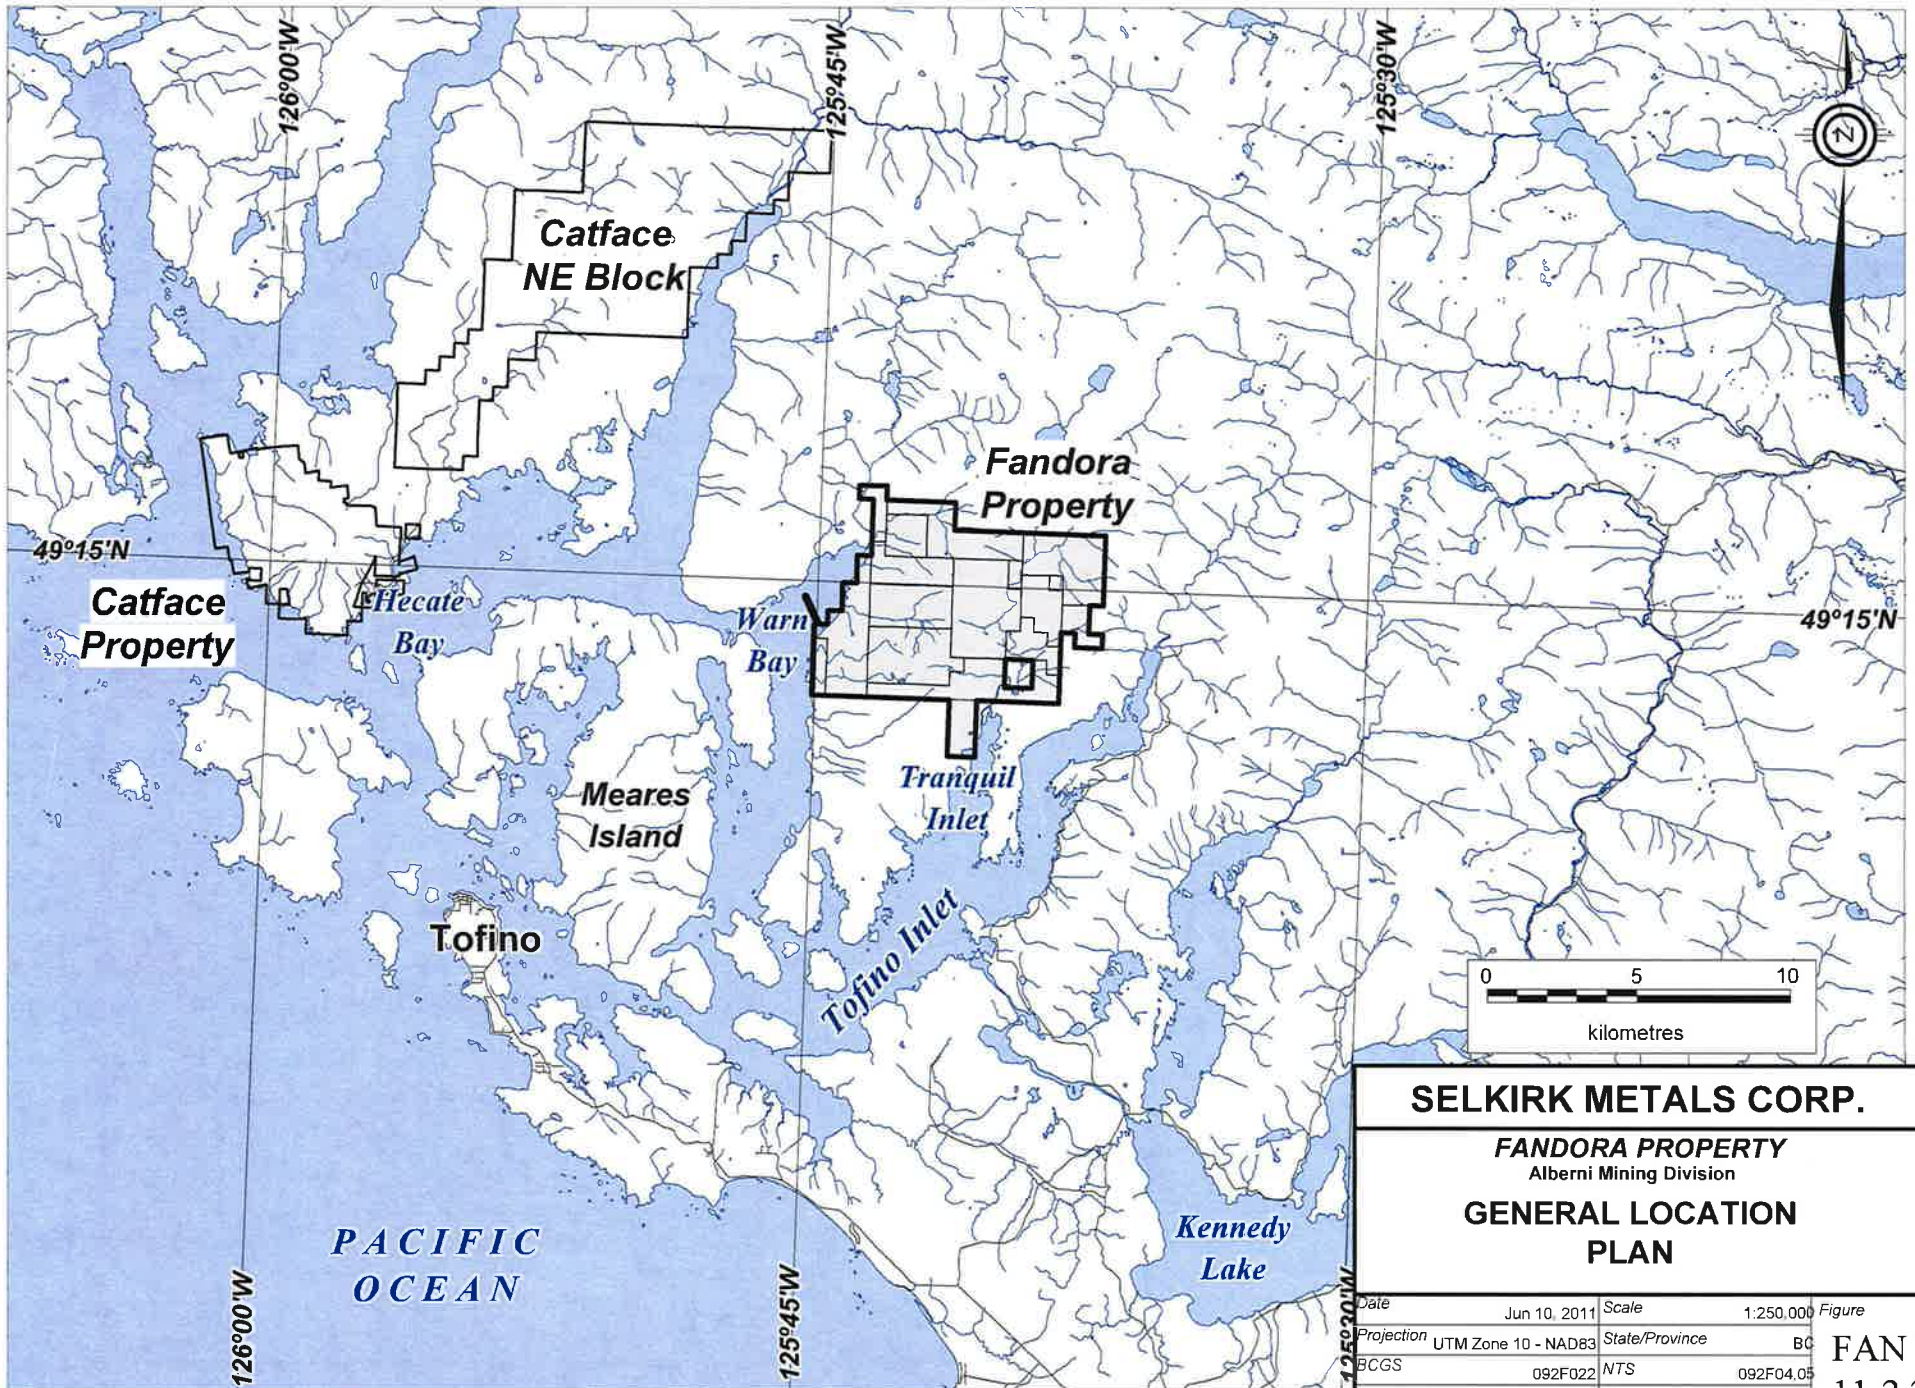 126°00'W
125°45'W
125°30'W
N
Catface
NE Block
Fandora
Property
49°15'N
Catface
Property
Hecate
Bay
Warn
Bay
49°15'N
Meares
Island
Tranquil
Inlet
Tofino
Tofino Inlet
0 5 10
kilometres
PACIFIC
OCEAN
Kennedy
Lake
126°00'W
125°45'W
125°30'W
SELKIRK METALS CORP.
FANDORA PROPERTY
Alberni Mining Division
GENERAL LOCATION
PLAN
Date Jun 10, 2011 Scale 1:250,000 Figure
Projection UTM Zone 10 - NAD83 State/Province BC FAN
BCGS 092F022 NTS 092F04,05